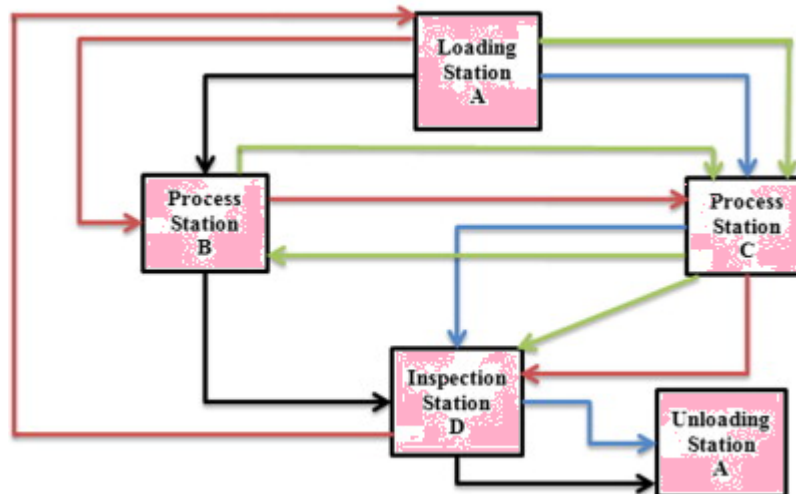 Loading
Station
A
Process
Station
B
Process
Station
C
Inspection
Station
D
Unloading
Station
A